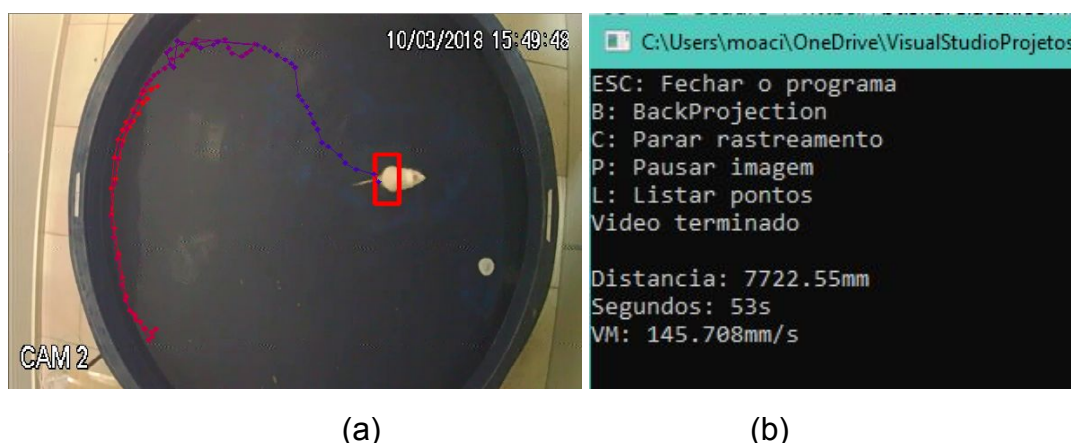 10/03/2018 15:49:48
CAM 2
C:\Users\moaci\OneDrive\VisualStudioProjetos
ESC: Fechar o programa
B: BackProjection
C: Parar rastreamento
P: Pausar imagem
L: Listar pontos
Video terminado
Distancia: 7722.55mm
Segundos: 53s
VM: 145.708mm/s
(a)
(b)